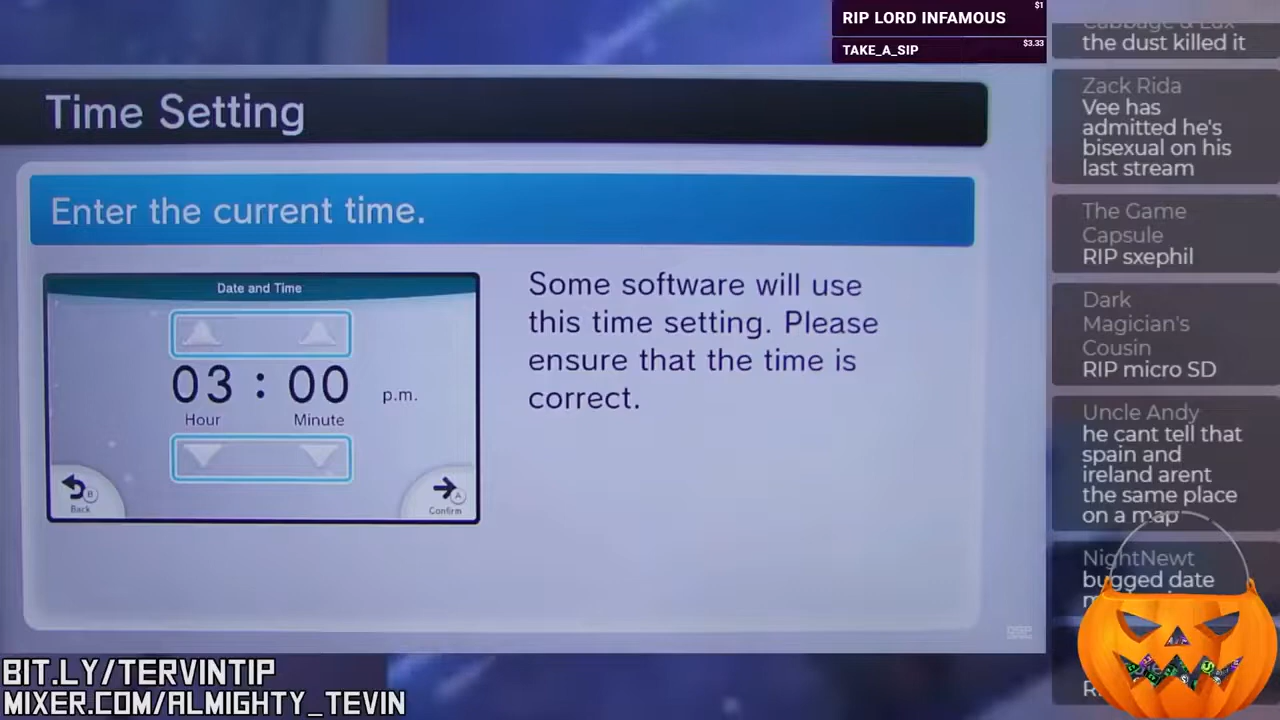 RIP LORD INFAMOUS
$1
TAKE_A_SIP
$3.33
Time Setting
Enter the current time.
Date and Time
03 : 00
p.m.
Hour
Minute
Back
B
Confirm
A
Some software will use
this time setting. Please
ensure that the time is
correct.
the dust killed it
Zack Rida
Vee has
admitted he's
bisexual on his
last stream
The Game
Capsule
RIP sxephil
Dark
Magician's
Cousin
RIP micro SD
Uncle Andy
he cant tell that
spain and
ireland arent
the same place
on a map
NightNewt
bugged date
BIT.LY/TERVINTIP
MIXER.COM/ALMIGHTY_TEVIN